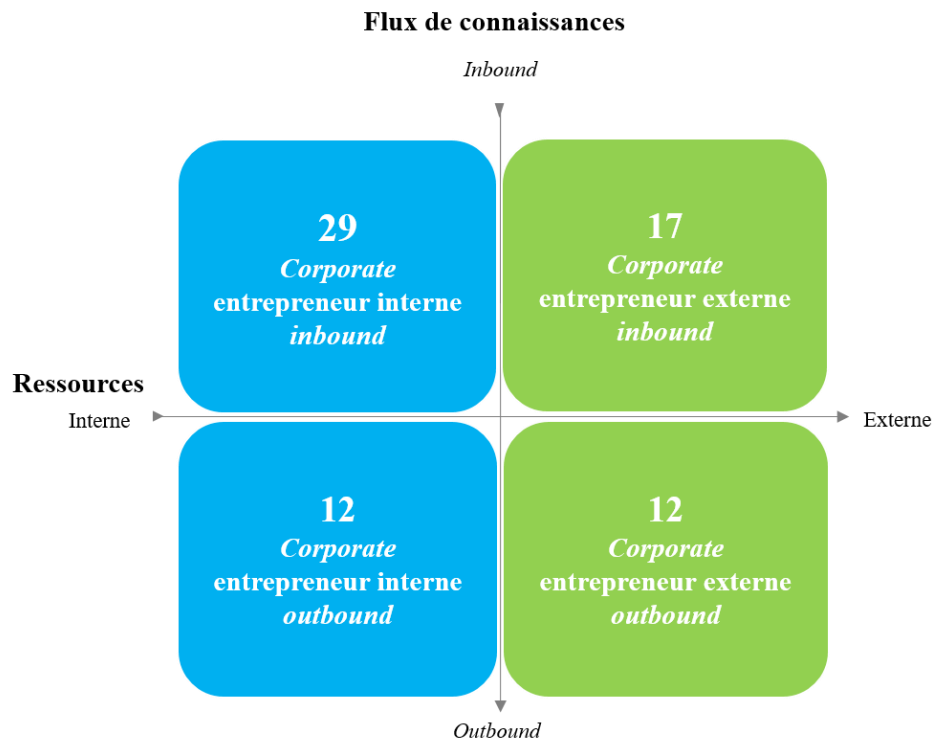 Flux de connaissances
Inbound
29
Corporate
entrepreneur interne
inbound
17
Corporate
entrepreneur externe
inbound
Ressources
Interne
Externe
12
Corporate
entrepreneur interne
outbound
12
Corporate
entrepreneur externe
outbound
Outbound